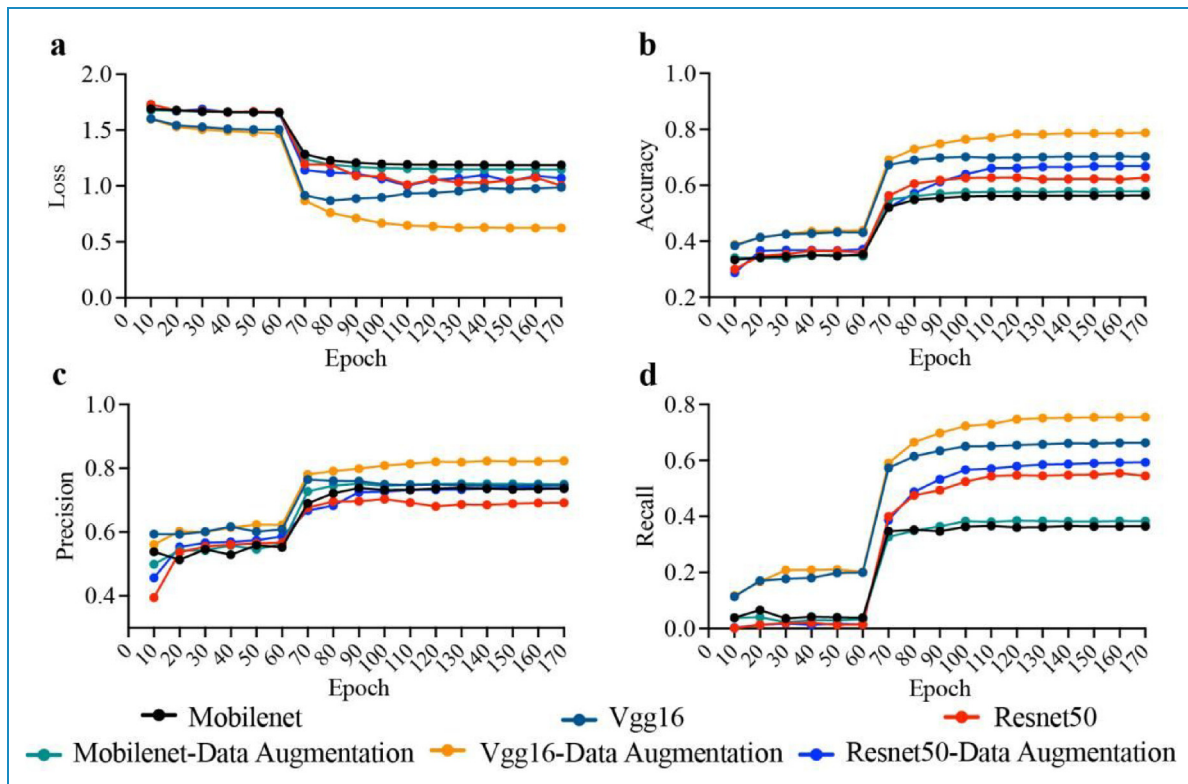 a
b
2.0
1.5
1.0
0.5
0.0
Loss
0 10 20 30 40 50 60 70 80 90 100 110 120 130 140 150 160 170
Epoch
1.0
0.8
0.6
0.4
0.2
Accuracy
0 10 20 30 40 50 60 70 80 90 100 110 120 130 140 150 160 170
Epoch
c
d
1.0
0.8
0.6
0.4
Precision
0 10 20 30 40 50 60 70 80 90 100 110 120 130 140 150 160 170
Epoch
0.8
0.6
0.4
0.2
0.0
Recall
0 10 20 30 40 50 60 70 80 90 100 110 120 130 140 150 160 170
Epoch
Mobilenet Vgg16 Resnet50
Mobilenet-Data Augmentation Vgg16-Data Augmentation Resnet50-Data Augmentation